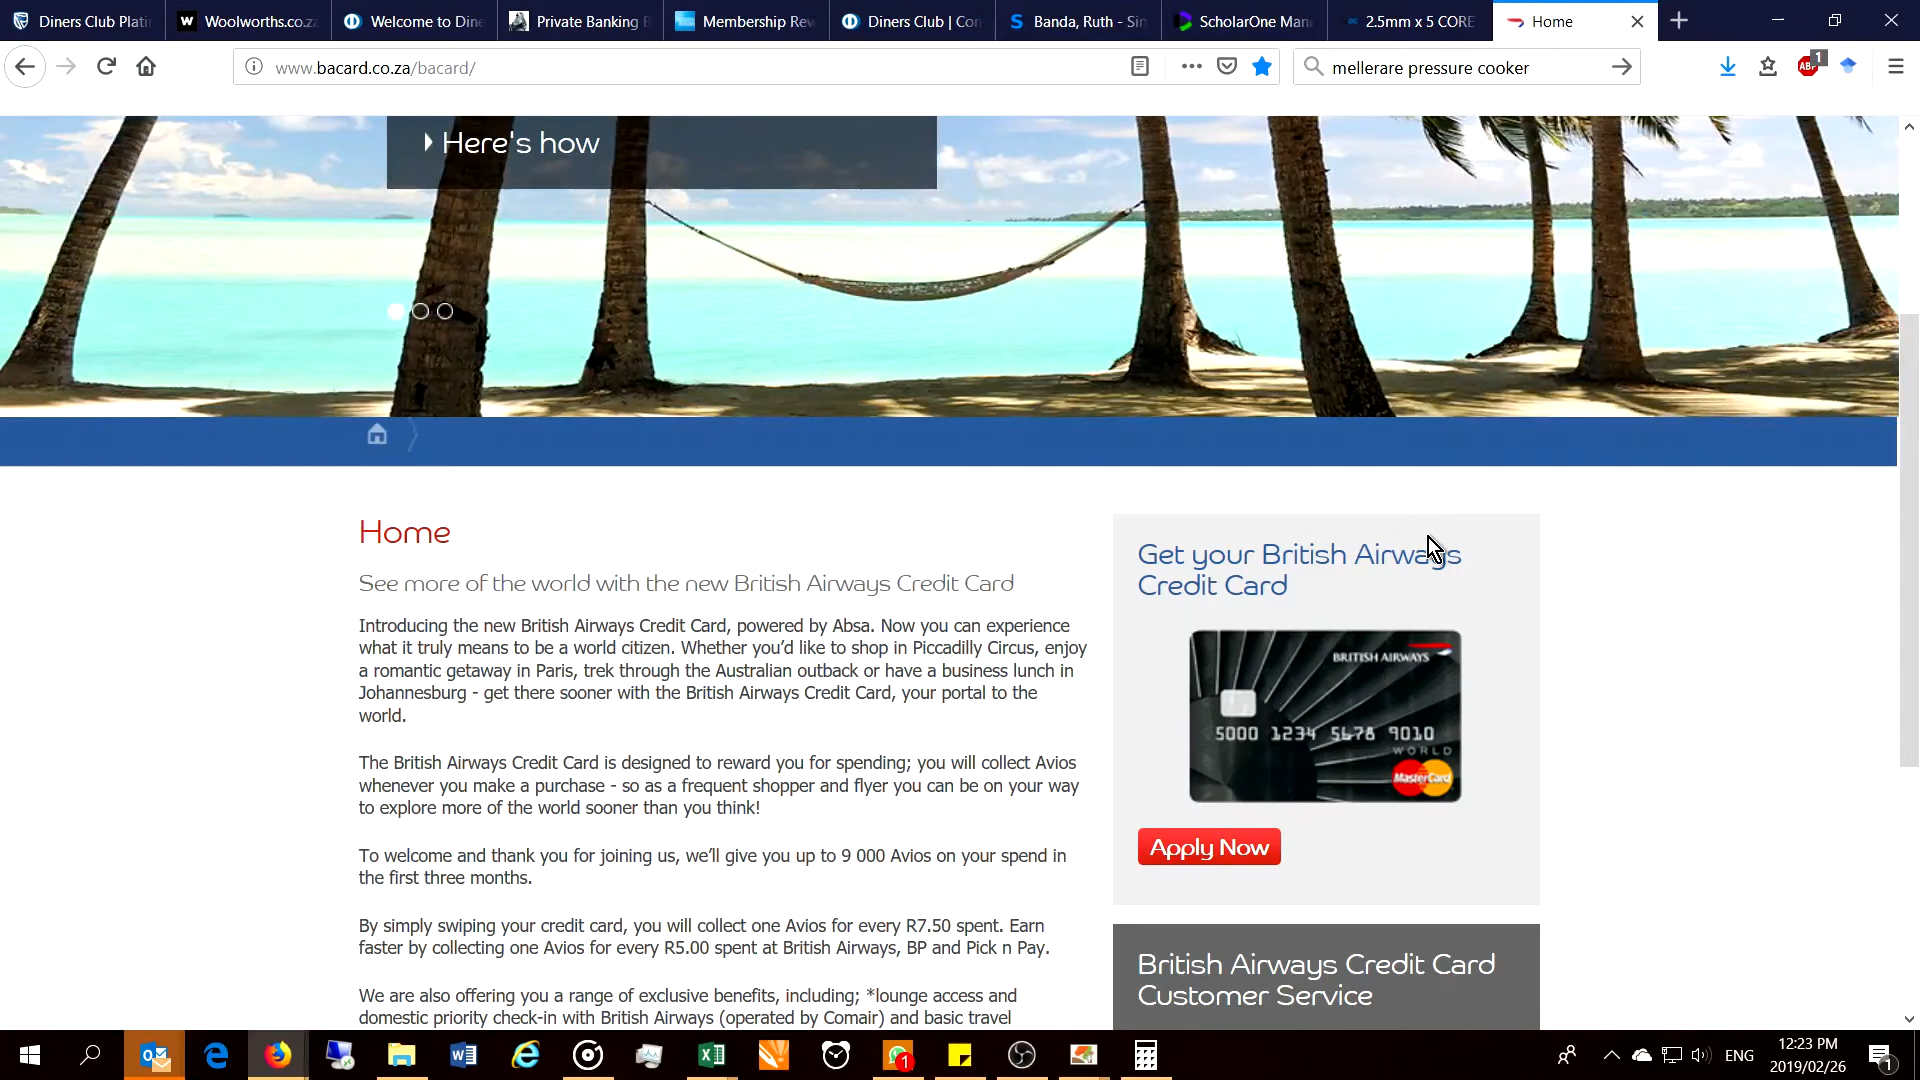 Diners Club Plati
Woolworths.co.za
Welcome to Dine
Private Banking B
Membership Rew
Diners Club | Con
Banda, Ruth - Sin
ScholarOne Man
2.5mm x 5 CORE
Home
www.bacard.co.za/bacard/
mellerare pressure cooker
ABP
1
Here's how
Home
See more of the world with the new British Airways Credit Card
Introducing the new British Airways Credit Card, powered by Absa. Now you can experience
what it truly means to be a world citizen. Whether you'd like to shop in Piccadilly Circus, enjoy
a romantic getaway in Paris, trek through the Australian outback or have a business lunch in
Johannesburg - get there sooner with the British Airways Credit Card, your portal to the
world.
The British Airways Credit Card is designed to reward you for spending; you will collect Avios
whenever you make a purchase - so as a frequent shopper and flyer you can be on your way
to explore more of the world sooner than you think!
To welcome and thank you for joining us, we'll give you up to 9 000 Avios on your spend in
the first three months.
By simply swiping your credit card, you will collect one Avios for every R7.50 spent. Earn
faster by collecting one Avios for every R5.00 spent at British Airways, BP and Pick n Pay.
We are also offering you a range of exclusive benefits, including; *lounge access and
domestic priority check-in with British Airways (operated by Comair) and basic travel
Get your British Airways
Credit Card
BRITISH AIRWAYS
5000 1234 5678 9010
WORLD
MasterCard
Apply Now
British Airways Credit Card
Customer Service
1
ENG
12:23 PM
2019/02/26
1